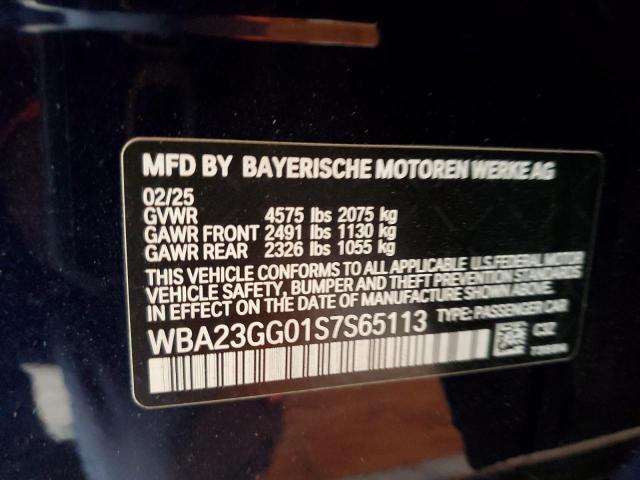 MFD BY BAYERISCHE MOTOREN WERKE AG
02/25
GVWR 4575 lbs 2075 kg
GAWR FRONT 2491 lbs 1130 kg
GAWR REAR 2326 lbs 1055 kg
THIS VEHICLE CONFORMS TO ALL APPLICABLE U.S.FEDERAL MOTOR
VEHICLE SAFETY, BUMPER, AND THEFT PREVENTION STANDARDS
IN EFFECT ON THE DATE OF MANUFACTURE SHOWN ABOVE.
WBA23GG01S7S65113 TYPE: PASSENGER CAR